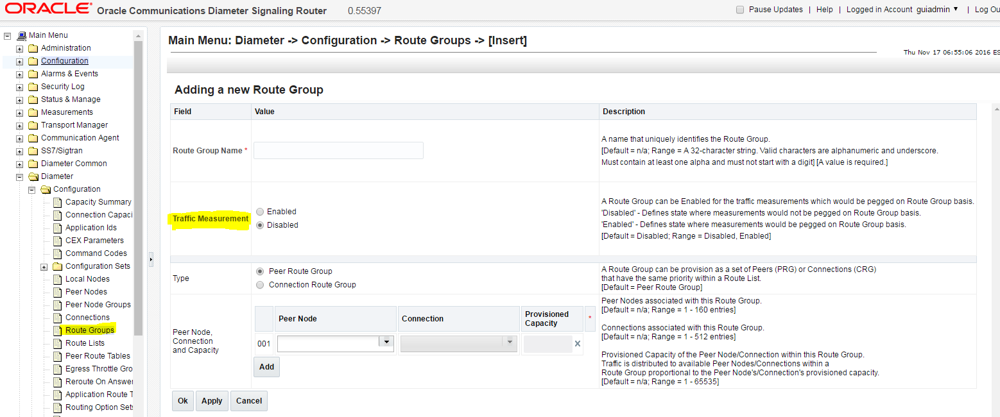 ORACLE® Oracle Communications Diameter Signaling Router 0.55397
Pause Updates | Help | Logged in Account guiadmin ▼ | Log Ou
Main Menu
Administration
Configuration
Alarms & Events
Security Log
Status & Manage
Measurements
Transport Manager
Communication Agent
SS7/Sigtran
Diameter Common
Diameter
Configuration
Capacity Summary
Connection Capaci
Application Ids
CEX Parameters
Command Codes
Configuration Sets
Local Nodes
Peer Nodes
Peer Node Groups
Connections
Route Groups
Route Lists
Peer Route Tables
Egress Throttle Gro
Reroute On Answer
Application Route T
Routing Option Sets
Main Menu: Diameter -> Configuration -> Route Groups -> [Insert]
Thu Nov 17 06:55:06 2016 ES
Adding a new Route Group
Field Value Description
Route Group Name *
A name that uniquely identifies the Route Group.
[Default = n/a; Range = A 32-character string. Valid characters are alphanumeric and underscore.
Must contain at least one alpha and must not start with a digit] [A value is required.]
Traffic Measurement
Enabled
Disabled
A Route Group can be Enabled for the traffic measurements which would be pegged on Route Group basis.
'Disabled' - Defines state where measurements would not be pegged on Route Group basis.
'Enabled' - Defines state where measurements would be pegged on Route Group basis.
[Default = Disabled; Range = Disabled, Enabled]
Type
Peer Route Group
Connection Route Group
A Route Group can be provision as a set of Peers (PRG) or Connections (CRG)
that have the same priority within a Route List.
[Default = Peer Route Group]
Peer Node,
Connection
and Capacity
Peer Node Connection Provisioned
Capacity *
001 X
Add
Peer Nodes associated with this Route Group.
[Default = n/a; Range = 1 - 160 entries]
Connections associated with this Route Group.
[Default = n/a; Range = 1 - 512 entries]
Provisioned Capacity of the Peer Node/Connection within this Route Group.
Traffic is distributed to available Peer Nodes/Connections within a
Route Group proportional to the Peer Node's/Connection's provisioned capacity.
[Default = n/a; Range = 1 - 65535]
Ok Apply Cancel